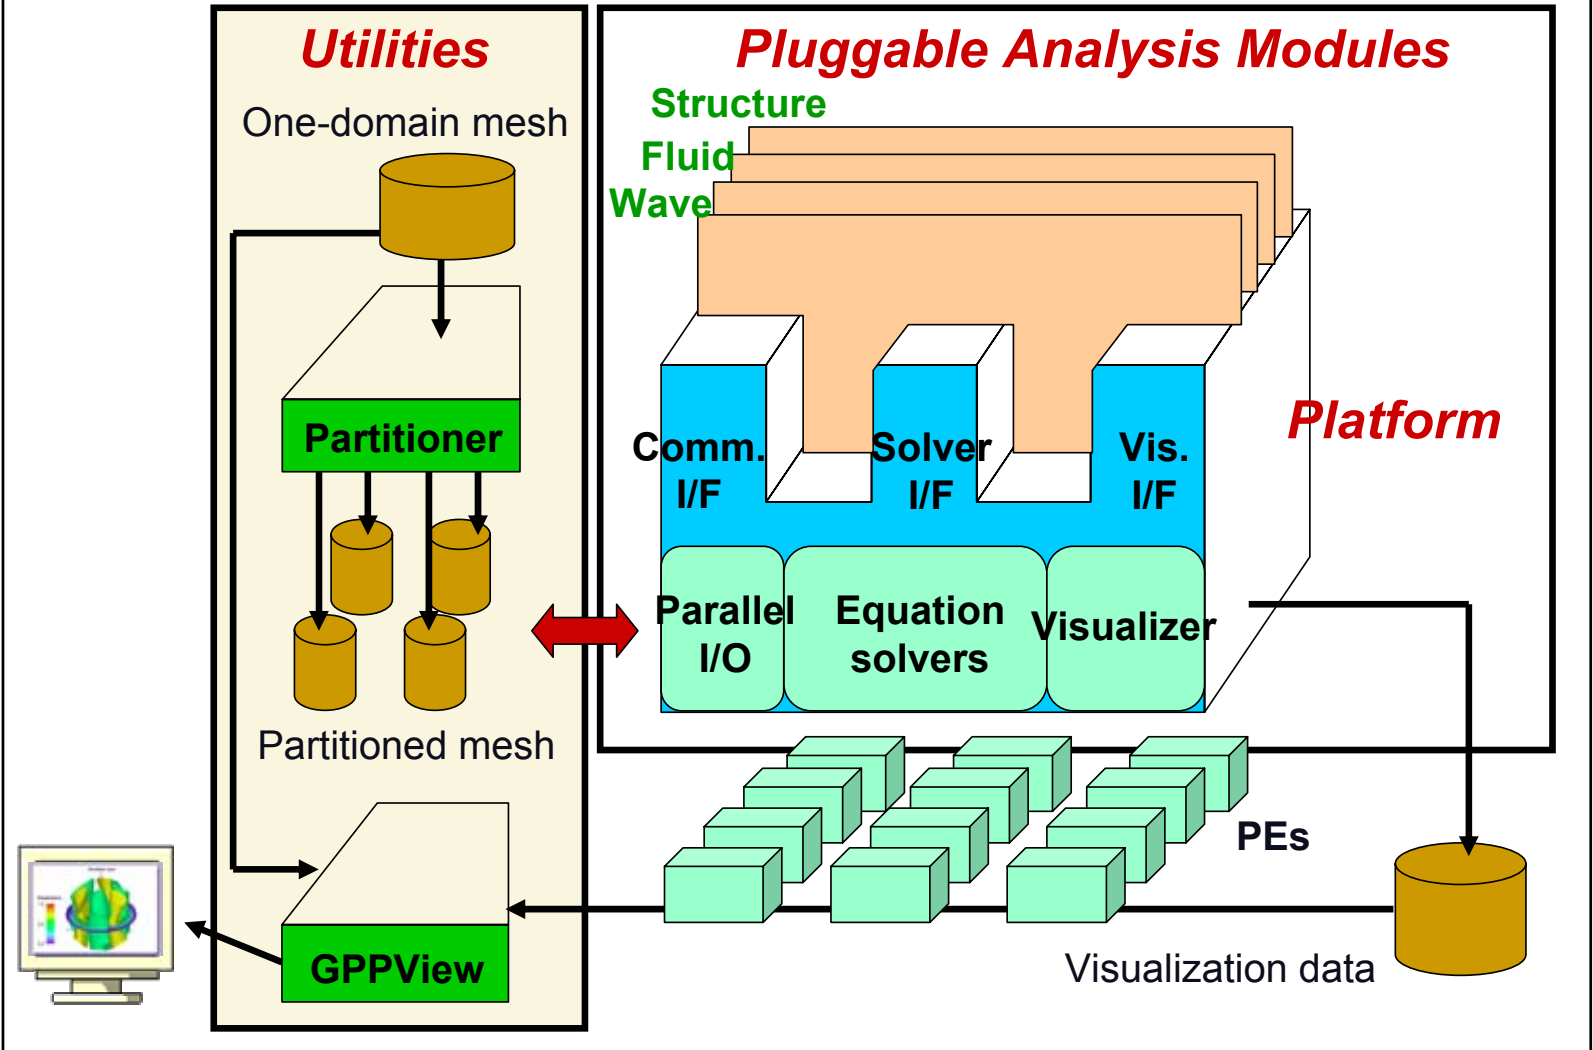 Utilities
One-domain mesh
Partitioner
Partitioned mesh
GPPView
Pluggable Analysis Modules
Structure
Fluid
Wave
Platform
Comm.
I/F
Solver
I/F
Vis.
I/F
Parallel
I/O
Equation
solvers
Visualizer
PEs
Visualization data